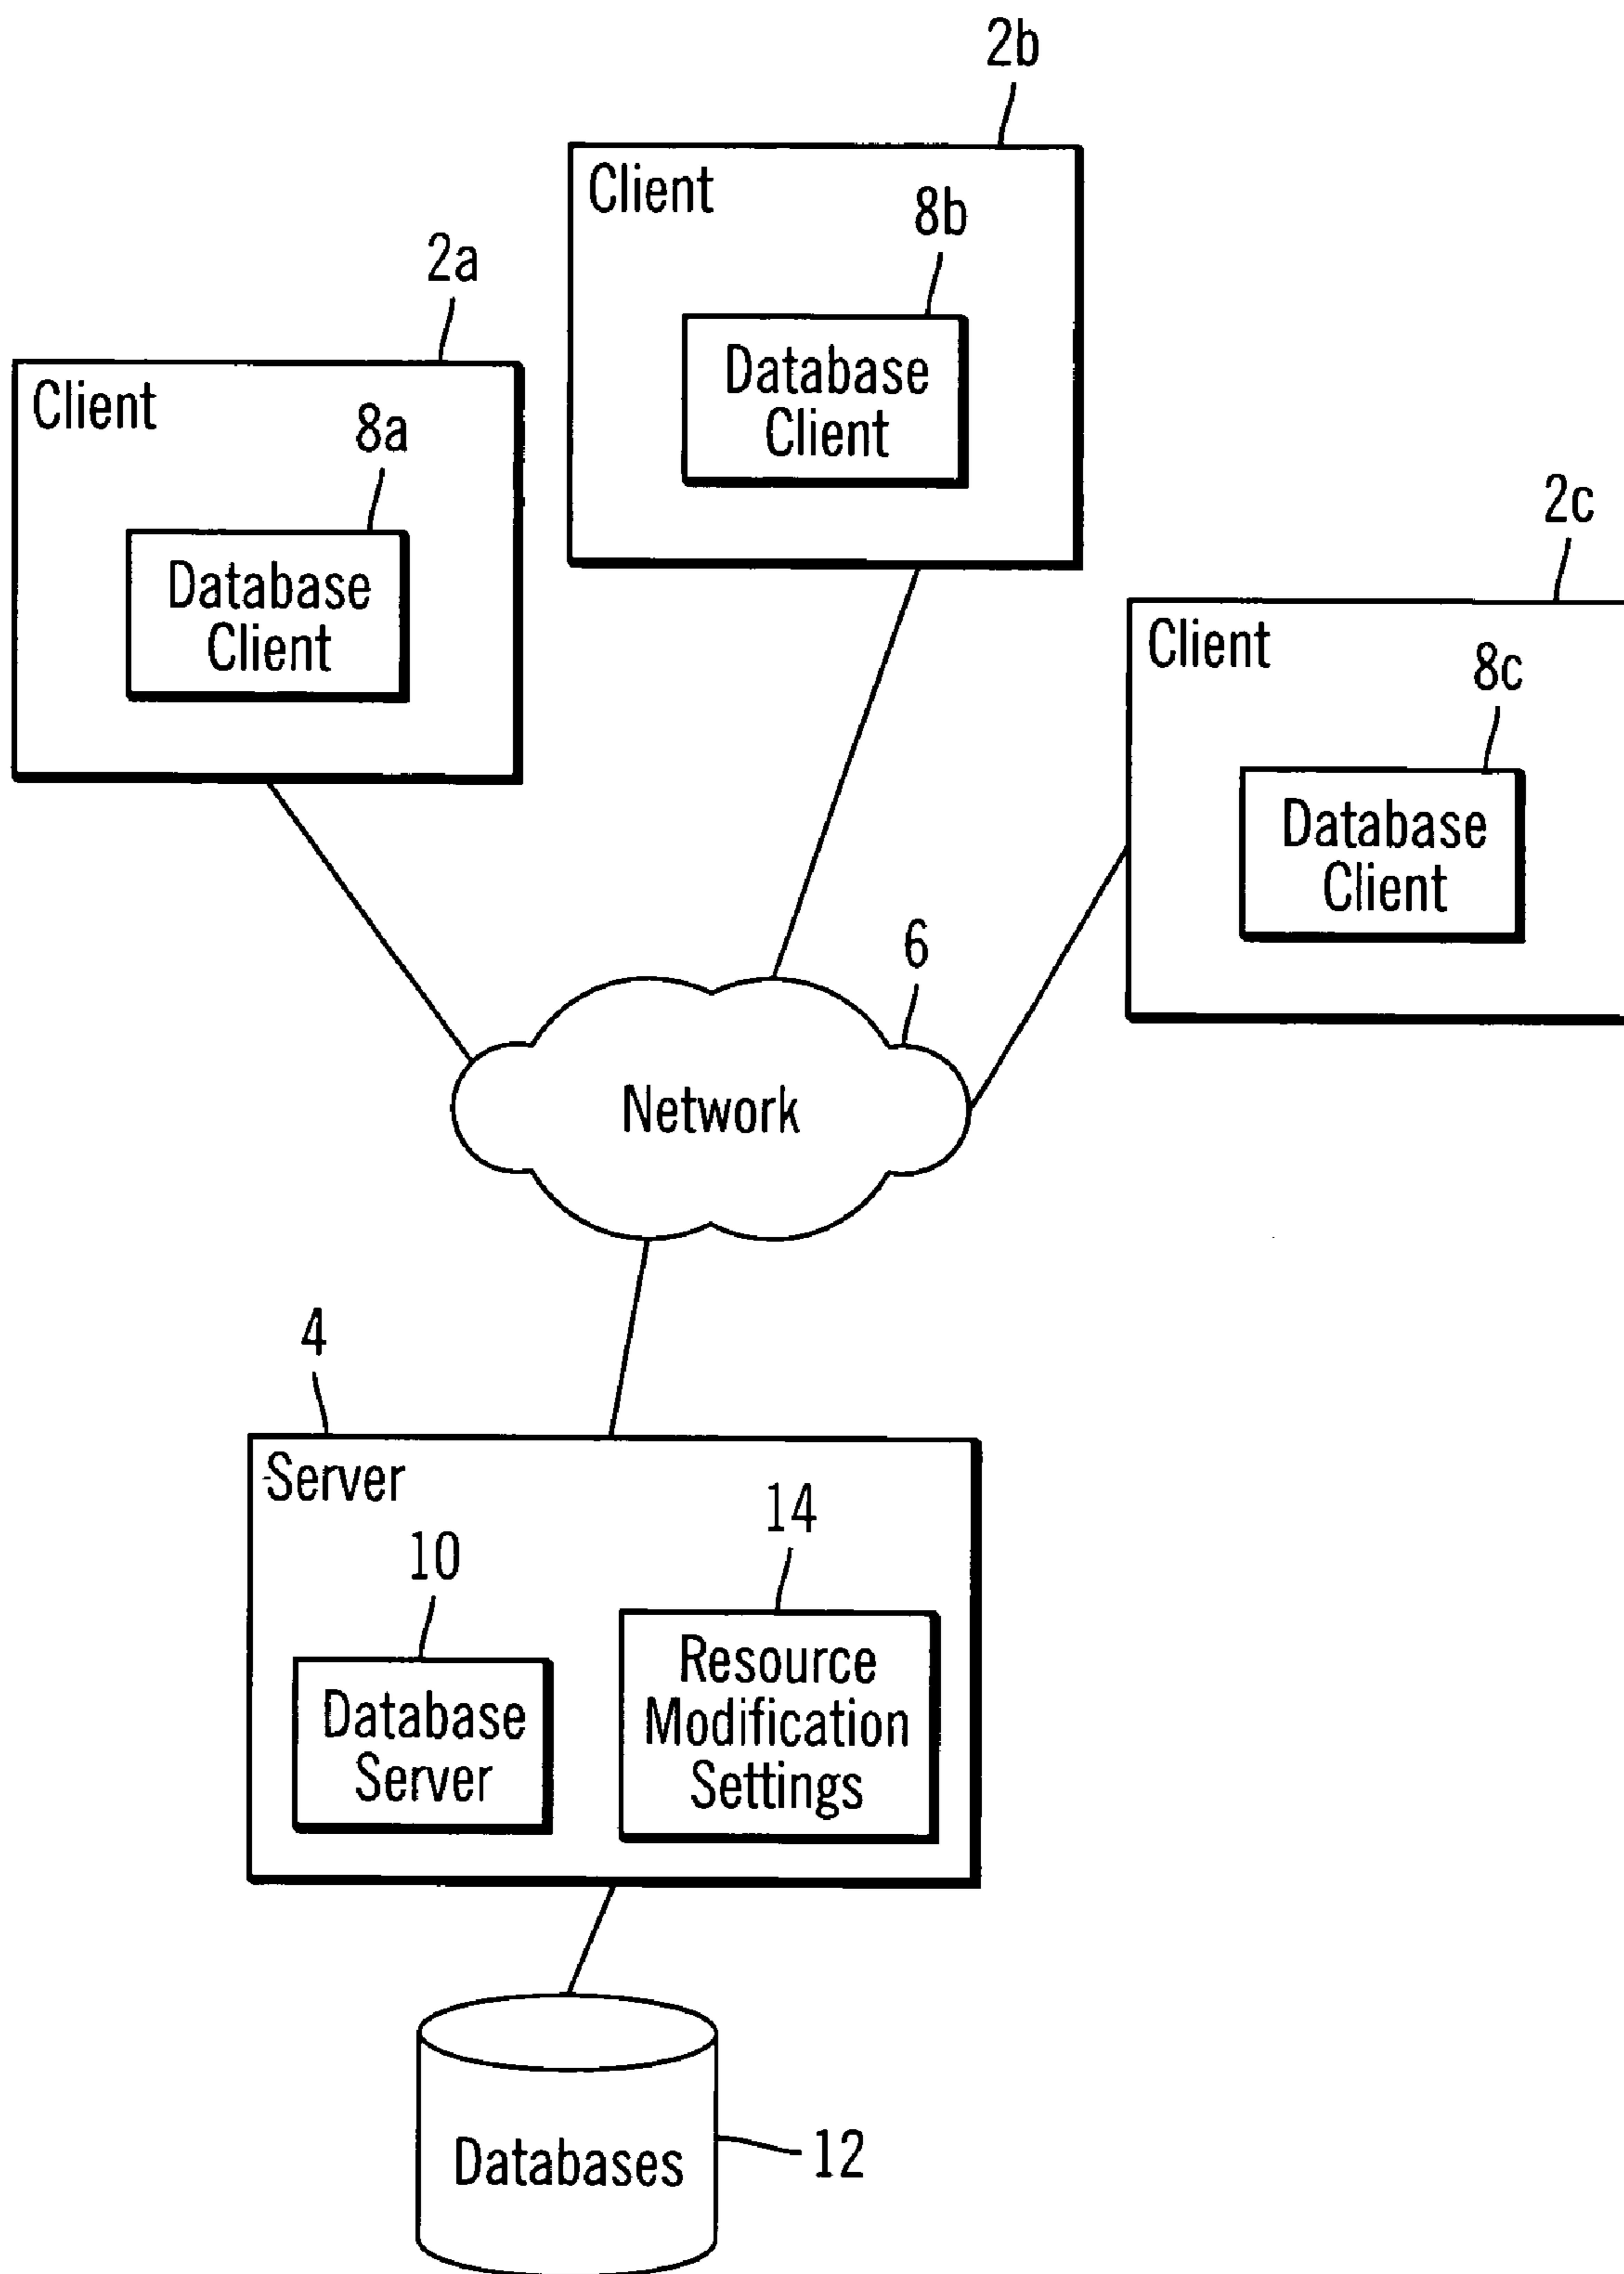 2b
Client
8b
Database
Client
2a
Client
8a
Database
Client
2c
Client
8c
Database
Client
6
Network
4
Server
10
Database
Server
14
Resource
Modification
Settings
Databases
12